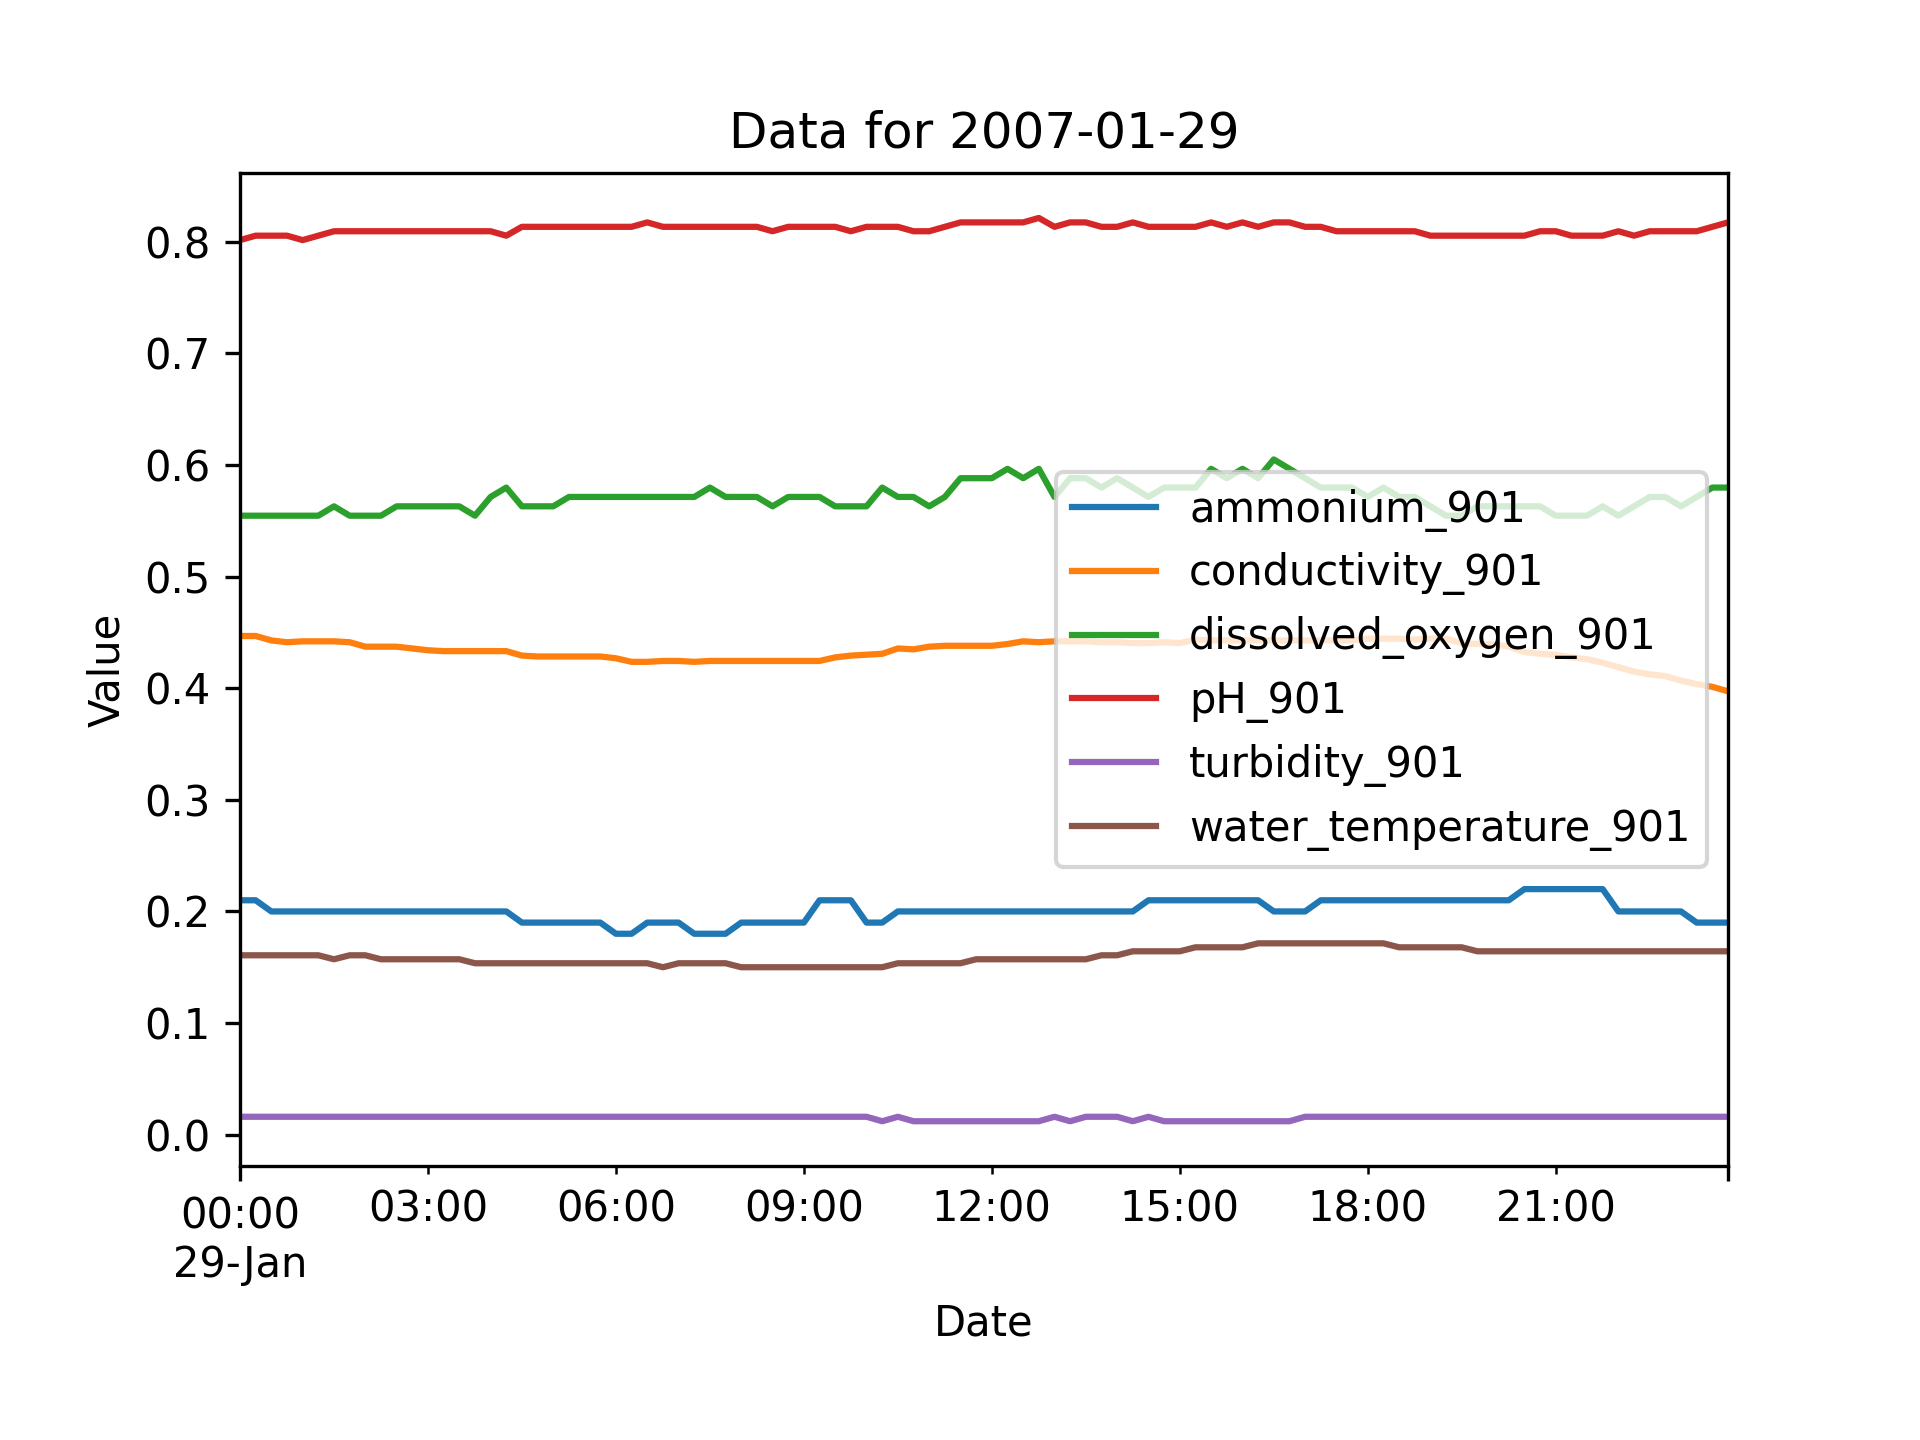 Data for 2007-01-29
Value
0.8
0.7
0.6
0.5
0.4
0.3
0.2
0.1
0.0
ammonium_901
conductivity_901
dissolved_oxygen_901
pH_901
turbidity_901
water_temperature_901
00:00 03:00 06:00 09:00 12:00 15:00 18:00 21:00
29-Jan
Date